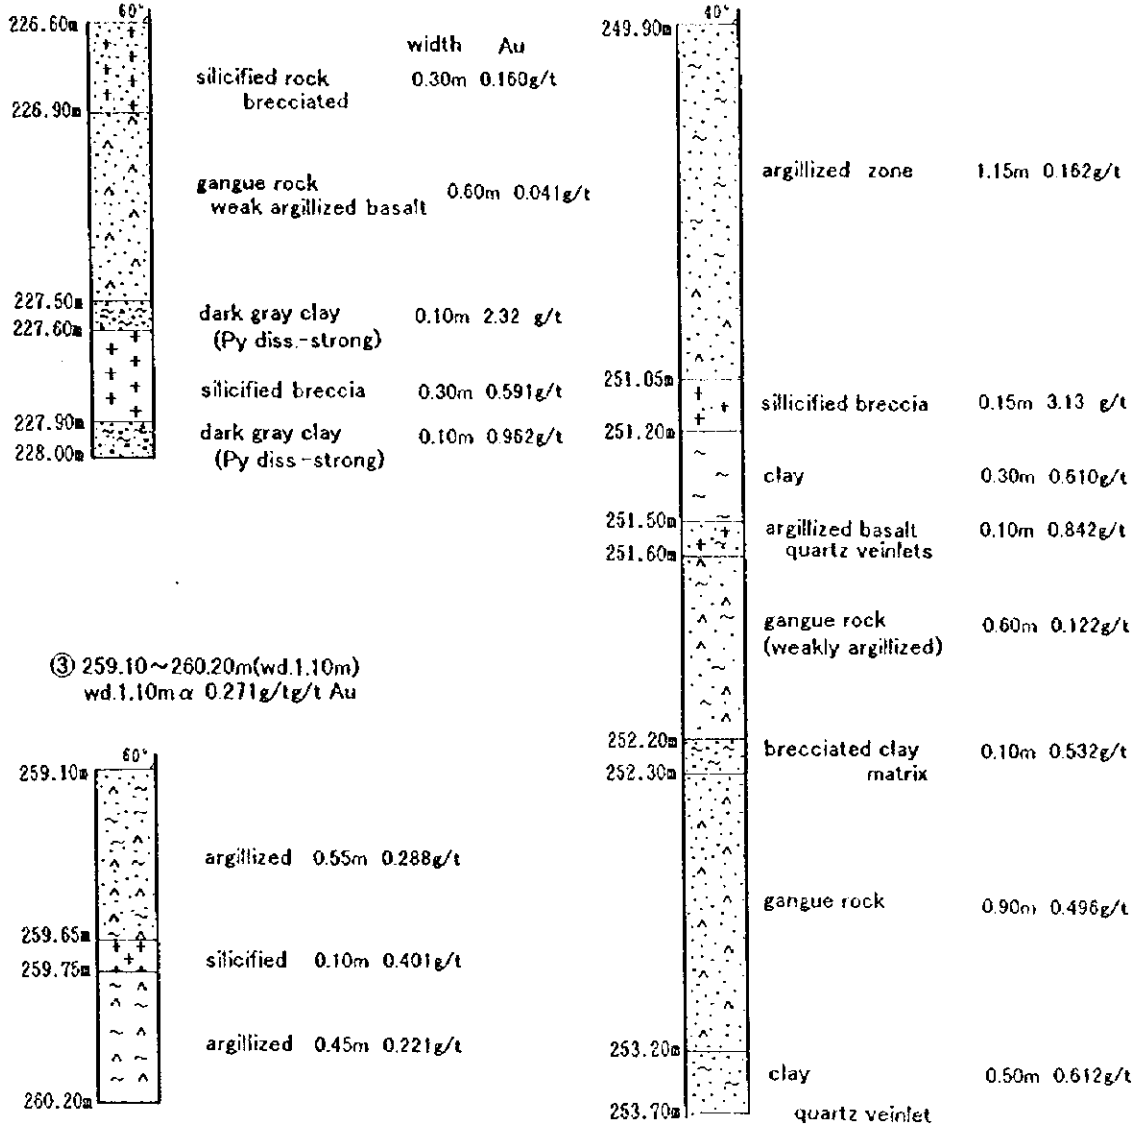 60°
226.60m
width Au
silicified rock 0.30m 0.160g/t
brecciated
226.90m
gangue rock
weak argillized basalt 0.60m 0.041g/t
227.50m
dark gray clay 0.10m 2.32 g/t
227.60m
(Py diss.-strong)
silicified breccia 0.30m 0.591g/t
227.90m
dark gray clay 0.10m 0.962g/t
228.00m
(Py diss-strong)
③ 259.10~260.20m(wd.1.10m)
wd.1.10m α 0.271g/tg/t Au
60°
259.10m
argillized 0.55m 0.288g/t
259.65m
silicified 0.10m 0.401g/t
259.75m
argillized 0.45m 0.221g/t
260.20m
40°
249.90m
argillized zone 1.15m 0.162g/t
251.05m
sillicified breccia 0.15m 3.13 g/t
251.20m
clay 0.30m 0.610g/t
251.50m
argillized basalt 0.10m 0.842g/t
quartz veinlets
251.60m
gangue rock 0.60m 0.122g/t
(weakly argillized)
252.20m
brecciated clay 0.10m 0.532g/t
matrix
252.30m
gangue rock 0.90m 0.496g/t
253.20m
clay 0.50m 0.612g/t
quartz veinlet
253.70m